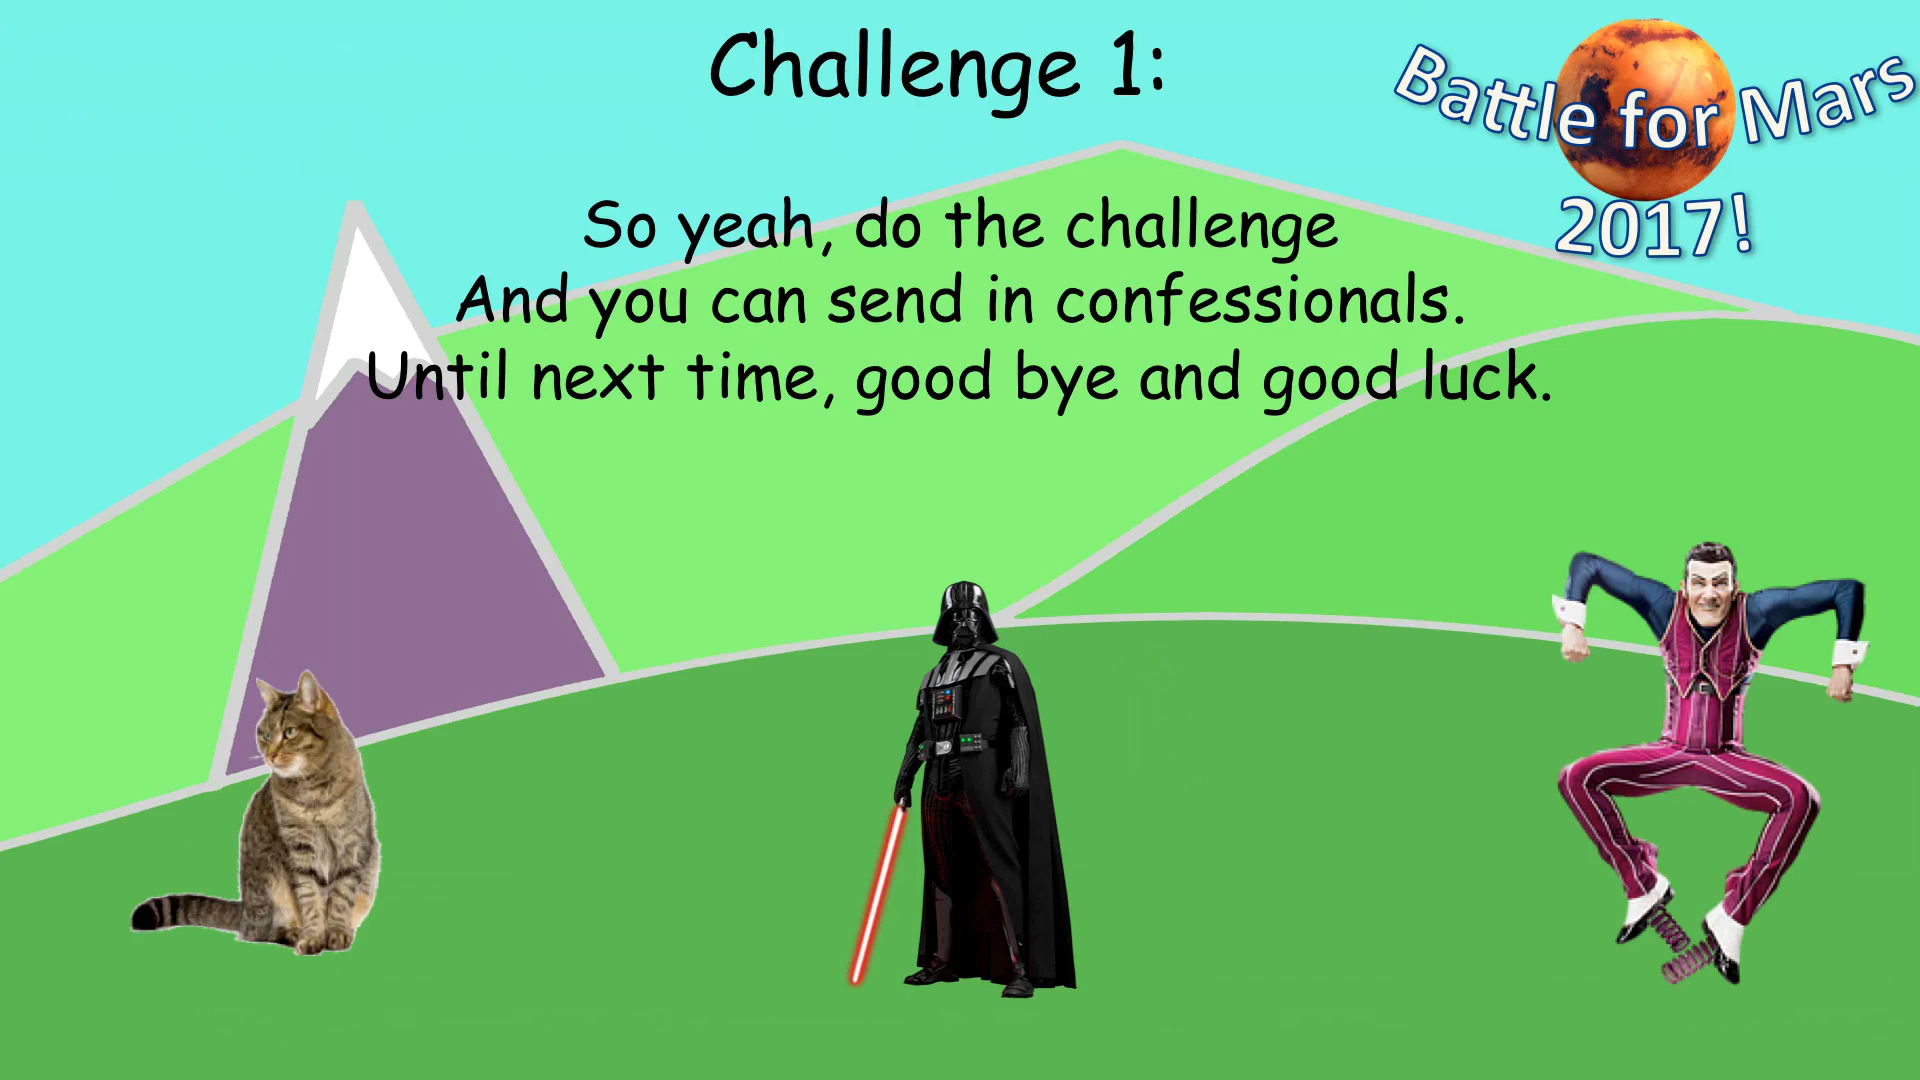 Challenge 1:
Battle for Mars
2017!
So yeah, do the challenge
And you can send in confessionals.
Until next time, good bye and good luck.